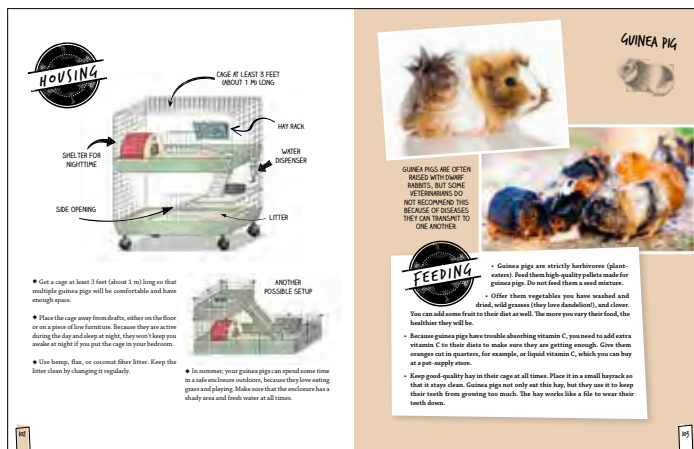 HOUSING
CAGE AT LEAST 3 FEET
(ABOUT 1 M) LONG
HAY RACK
WATER
DISPENSER
SHELTER FOR
NIGHTTIME
SIDE OPENING
LITTER
◆ Get a cage at least 3 feet (about 1 m) long so that
multiple guinea pigs will be comfortable and have
enough space.
◆ Place the cage away from drafts, either on the floor
or on a piece of low furniture. Because they are active
during the day and sleep at night, they won't keep you
awake at night if you put the cage in your bedroom.
◆ Use hemp, flax, or coconut fiber litter. Keep the
litter clean by changing it regularly.
ANOTHER
POSSIBLE SETUP
◆ In summer, your guinea pigs can spend some time
in a safe enclosure outdoors, because they love eating
grass and playing. Make sure that the enclosure has a
shady area and fresh water at all times.
102
GUINEA PIG
GUINEA PIGS ARE OFTEN
RAISED WITH DWARF
RABBITS, BUT SOME
VETERINARIANS DO
NOT RECOMMEND THIS
BECAUSE OF DISEASES
THEY CAN TRANSMIT TO
ONE ANOTHER.
FEEDING
• Guinea pigs are strictly herbivores (plant-
eaters). Feed them high-quality pellets made for
guinea pigs. Do not feed them a seed mixture.
• Offer them vegetables you have washed and
dried, wild grasses (they love dandelion!), and clover.
You can add some fruit to their diet as well. The more you vary their food, the
healthier they will be.
• Because guinea pigs have trouble absorbing vitamin C, you need to add extra
vitamin C to their diets to make sure they are getting enough. Give them
oranges cut in quarters, for example, or liquid vitamin C, which you can buy
at a pet-supply store.
• Keep good-quality hay in their cage at all times. Place it in a small hayrack so
that it stays clean. Guinea pigs not only eat this hay, but they use it to keep
their teeth from growing too much. The hay works like a file to wear their
teeth down.
103